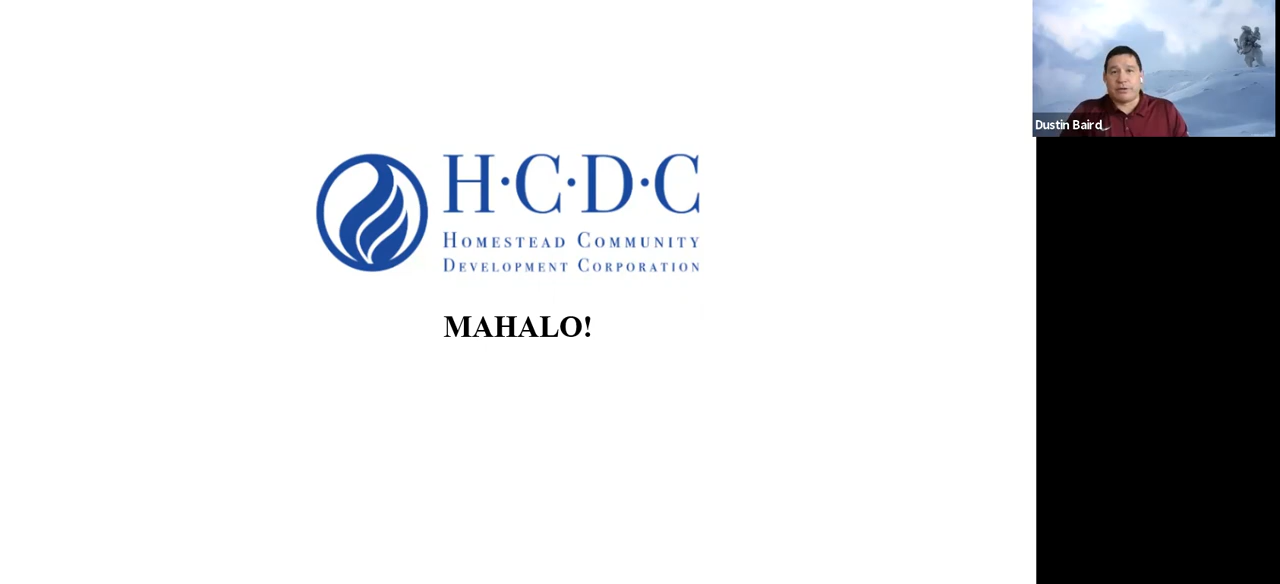 H·C·D·C
HOMESTEAD COMMUNITY
DEVELOPMENT CORPORATION
MAHALO!
Dustin Baird